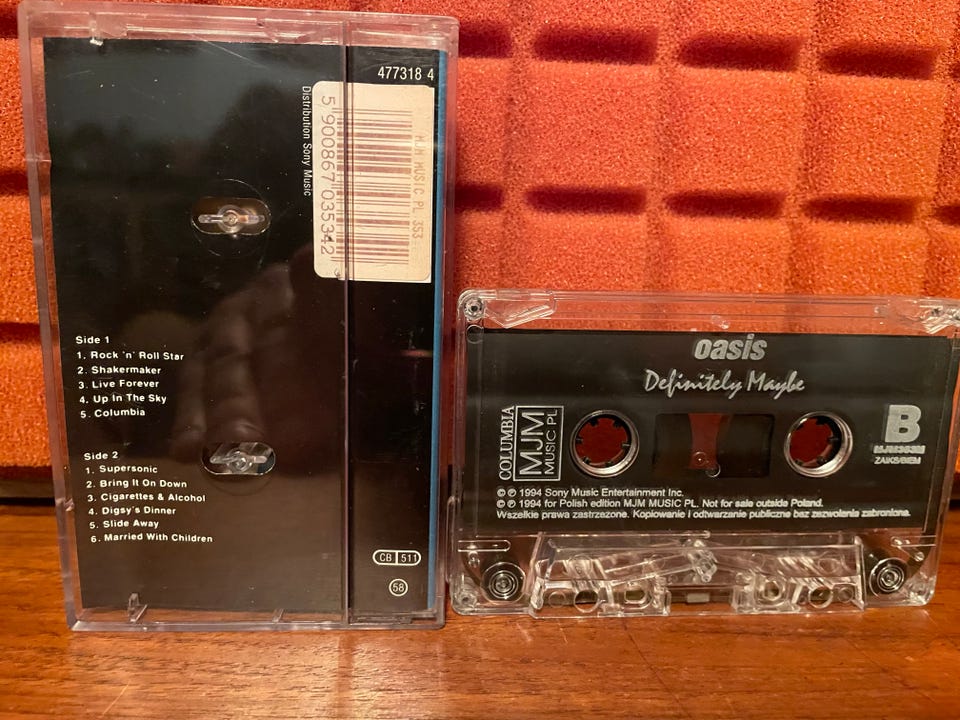 477318 4
Distribution Sony Music
MJM MUSIC PL 353
5 900867 035342
Side 1
1. Rock 'n' Roll Star
2. Shakermaker
3. Live Forever
4. Up In The Sky
5. Columbia
Side 2
1. Supersonic
2. Bring It On Down
3. Cigarettes & Alcohol
4. Digsy's Dinner
5. Slide Away
6. Married With Children
CB 511
58
oasis
Definitely Maybe
COLUMBIA
MJM
MUSIC PL
B
ZAIKS/BIEM
© ℗ 1994 Sony Music Entertainment Inc.
© ℗ 1994 for Polish edition MJM MUSIC PL. Not for sale outside Poland.
Wszelkie prawa zastrzeżone. Kopiowanie i odtwarzanie publiczne bez zezwolenia zabronione.